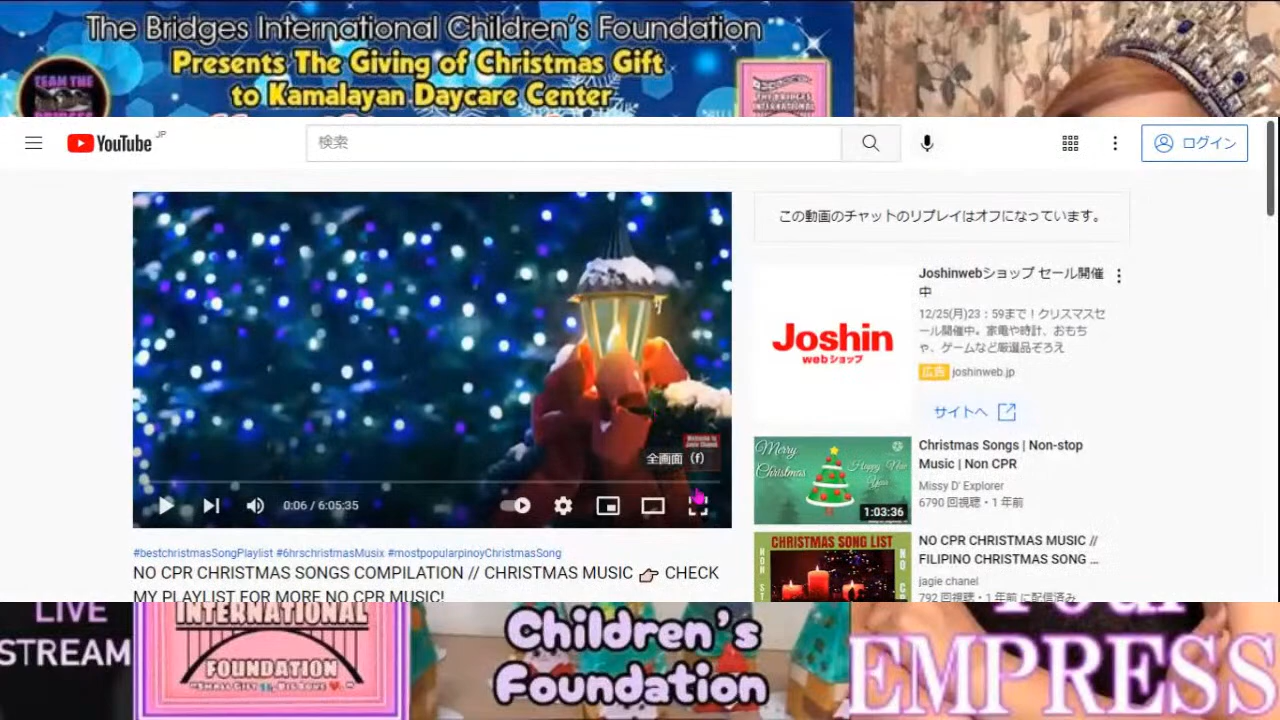 The Bridges International Children's Foundation
Presents The Giving of Christmas Gift
to Kamalayan Daycare Center
TEAM THE
THE BRIDGES
INTERNATIONAL
YouTube JP
検索
ログイン
この動画のチャットのリプレイはオフになっています。
Joshinwebショップ セール開催
中
12/25(月)23：59まで！クリスマスセ
ール開催中。家電や時計、おもち
ゃ、ゲームなど厳選品ぞろえ
広告 joshinweb.jp
サイトへ
Joshin
webショップ
Welcome to
全画面 （f）
0:06 / 6:05:35
Merry
Christmas
Happy New
Year
1:03:36
Christmas Songs | Non-stop
Music | Non CPR
Missy D' Explorer
6790 回視聴・1 年前
CHRISTMAS SONG LIST
NO CPR CHRISTMAS MUSIC //
FILIPINO CHRISTMAS SONG ...
jagie chanel
792 回視聴・1 年前 に配信済み
#bestchristmasSongPlaylist #6hrschristmasMusix #mostpopularpinoyChristmasSong
NO CPR CHRISTMAS SONGS COMPILATION // CHRISTMAS MUSIC 👉 CHECK
MY PLAYLIST FOR MORE NO CPR MUSIC!
LIVE
STREAM
INTERNATIONAL
FOUNDATION
Children's
Foundation
Your
EMPRESS